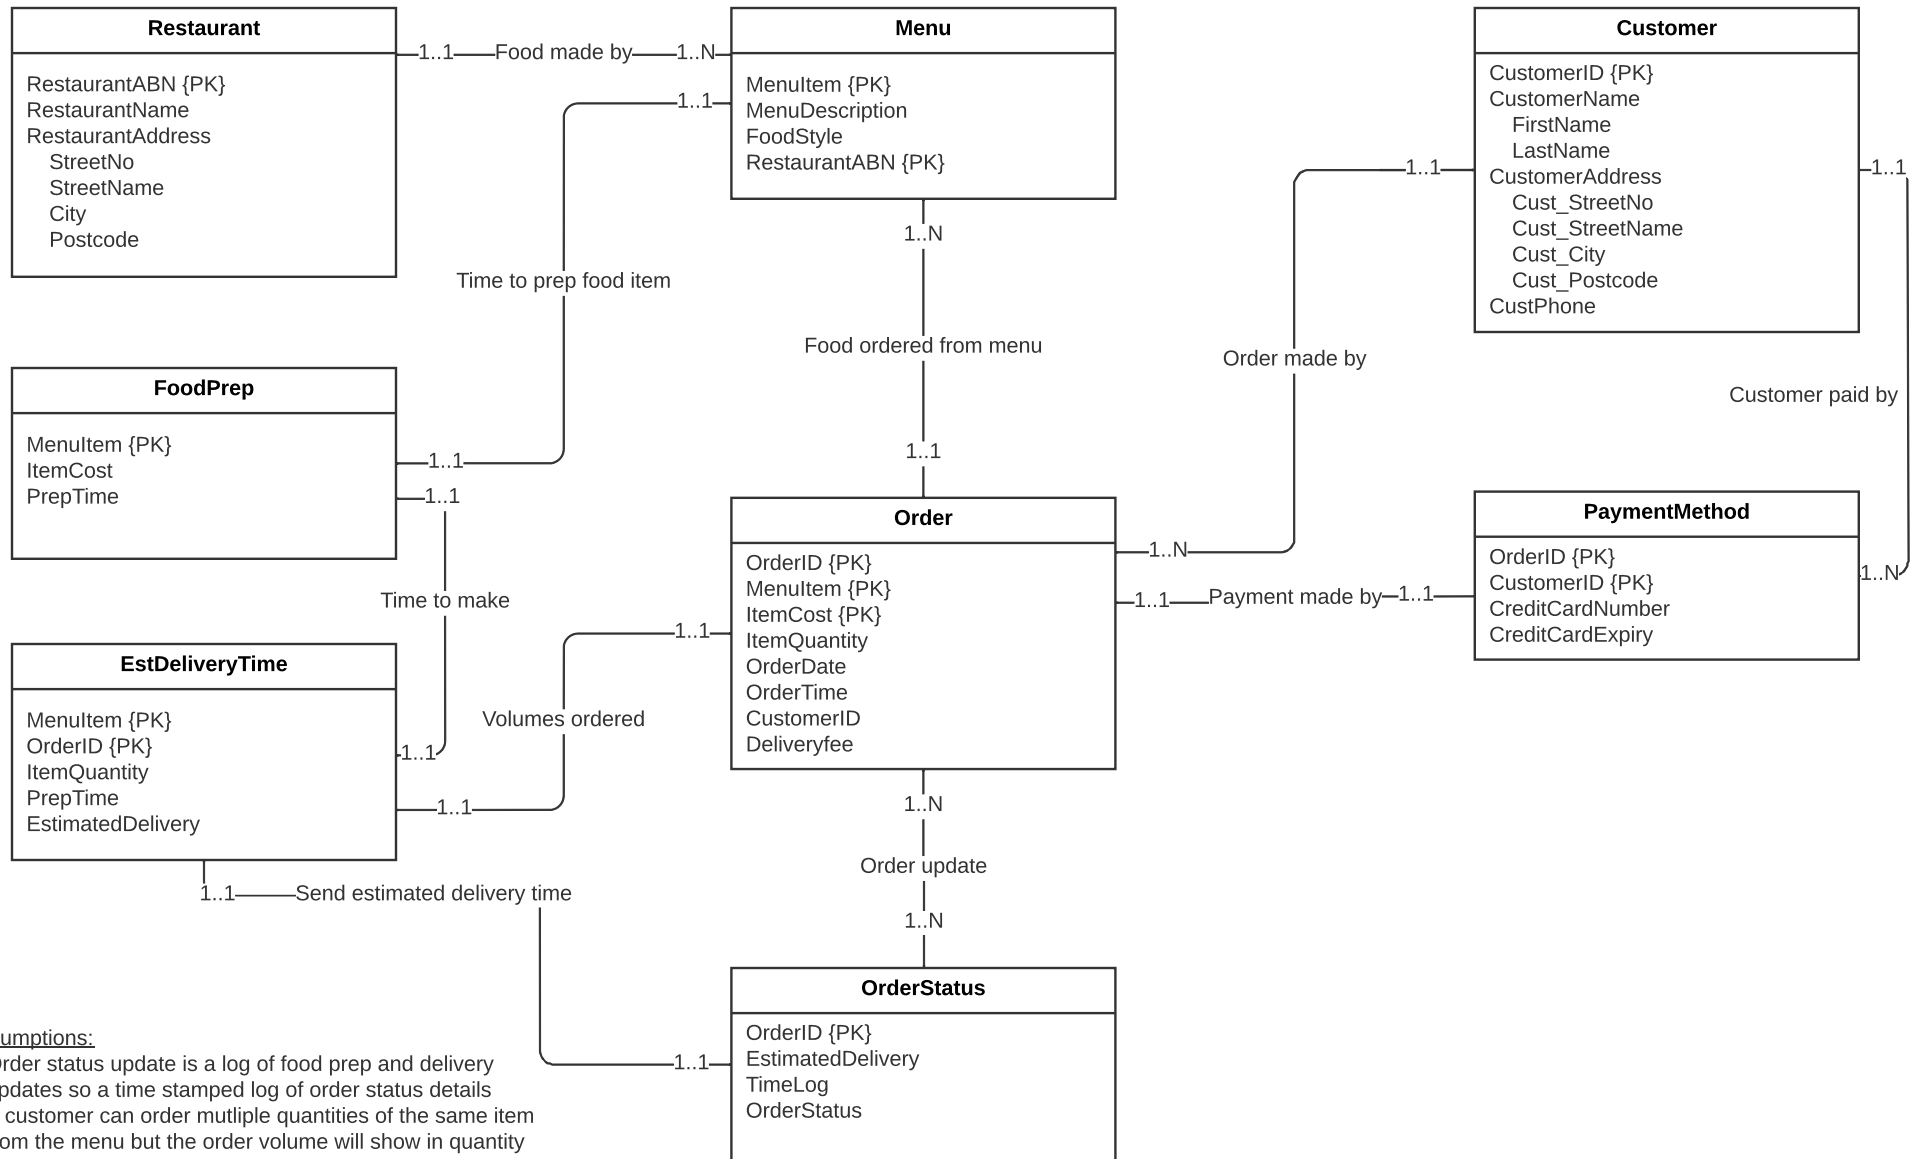 Restaurant
RestaurantABN {PK}
RestaurantName
RestaurantAddress
StreetNo
StreetName
City
Postcode
1..1
Food made by
1..N
Menu
MenuItem {PK}
MenuDescription
FoodStyle
RestaurantABN {PK}
1..1
Time to prep food item
1..1
1..N
Food ordered from menu
1..1
Customer
CustomerID {PK}
CustomerName
FirstName
LastName
CustomerAddress
Cust_StreetNo
Cust_StreetName
Cust_City
Cust_Postcode
CustPhone
1..1
Order made by
1..N
1..1
Customer paid by
1..N
FoodPrep
MenuItem {PK}
ItemCost
PrepTime
1..1
Time to make
1..1
Order
OrderID {PK}
MenuItem {PK}
ItemCost {PK}
ItemQuantity
OrderDate
OrderTime
CustomerID
Deliveryfee
1..1
Payment made by
1..1
PaymentMethod
OrderID {PK}
CustomerID {PK}
CreditCardNumber
CreditCardExpiry
EstDeliveryTime
MenuItem {PK}
OrderID {PK}
ItemQuantity
PrepTime
EstimatedDelivery
1..1
Volumes ordered
1..1
1..N
Order update
1..N
1..1
Send estimated delivery time
1..1
OrderStatus
OrderID {PK}
EstimatedDelivery
TimeLog
OrderStatus
umptions:
rder status update is a log of food prep and delivery
pdates so a time stamped log of order status details
customer can order mutliple quantities of the same item
om the menu but the order volume will show in quantity